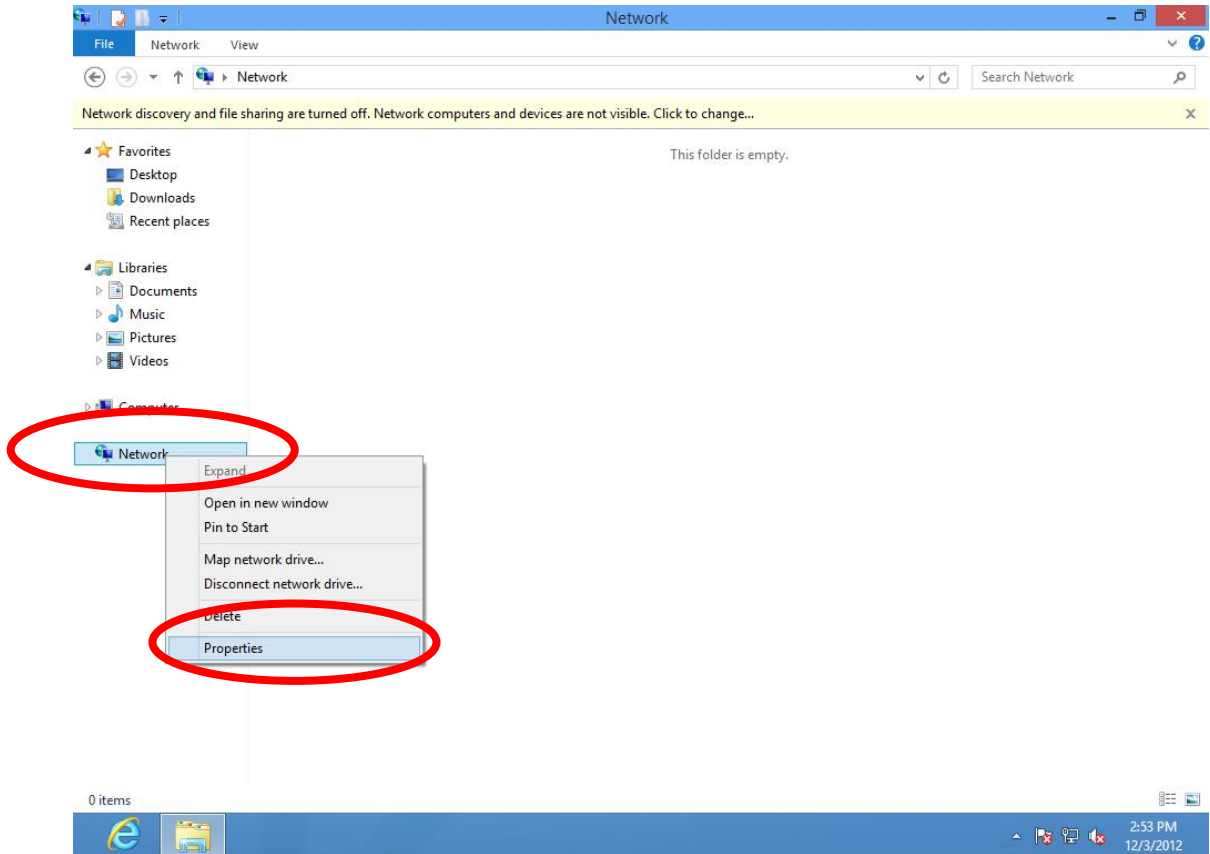 Network
File Network View
Network
Search Network
Network discovery and file sharing are turned off. Network computers and devices are not visible. Click to change...
This folder is empty.
Favorites
Desktop
Downloads
Recent places
Libraries
Documents
Music
Pictures
Videos
Computer
Network
Expand
Open in new window
Pin to Start
Map network drive...
Disconnect network drive...
Delete
Properties
0 items
2:53 PM
12/3/2012